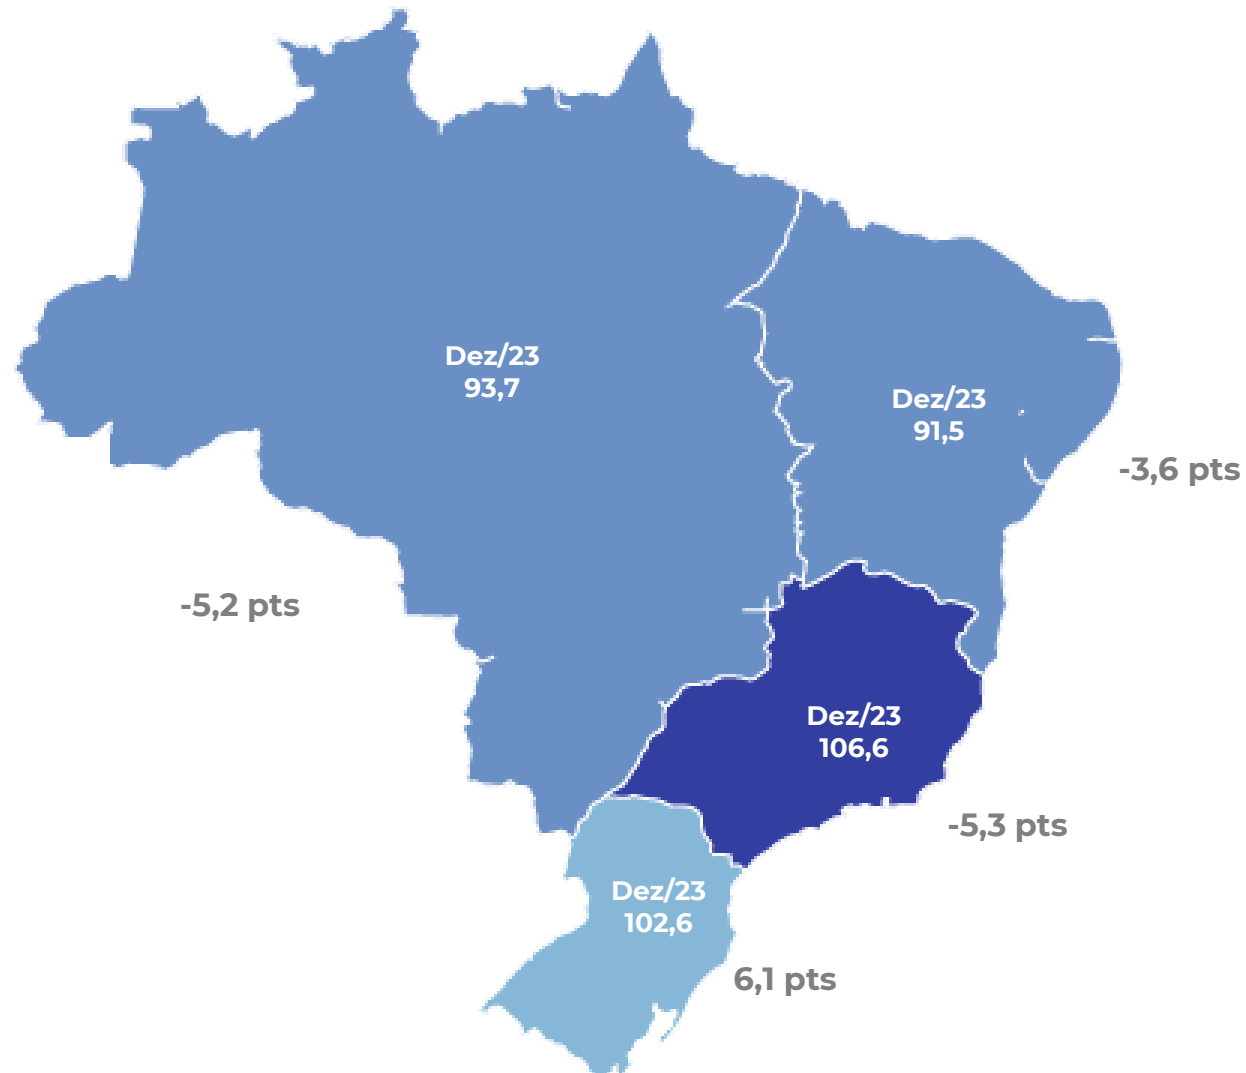 Dez/23
93,7
Dez/23
91,5
-3,6 pts
-5,2 pts
Dez/23
106,6
-5,3 pts
Dez/23
102,6
6,1 pts